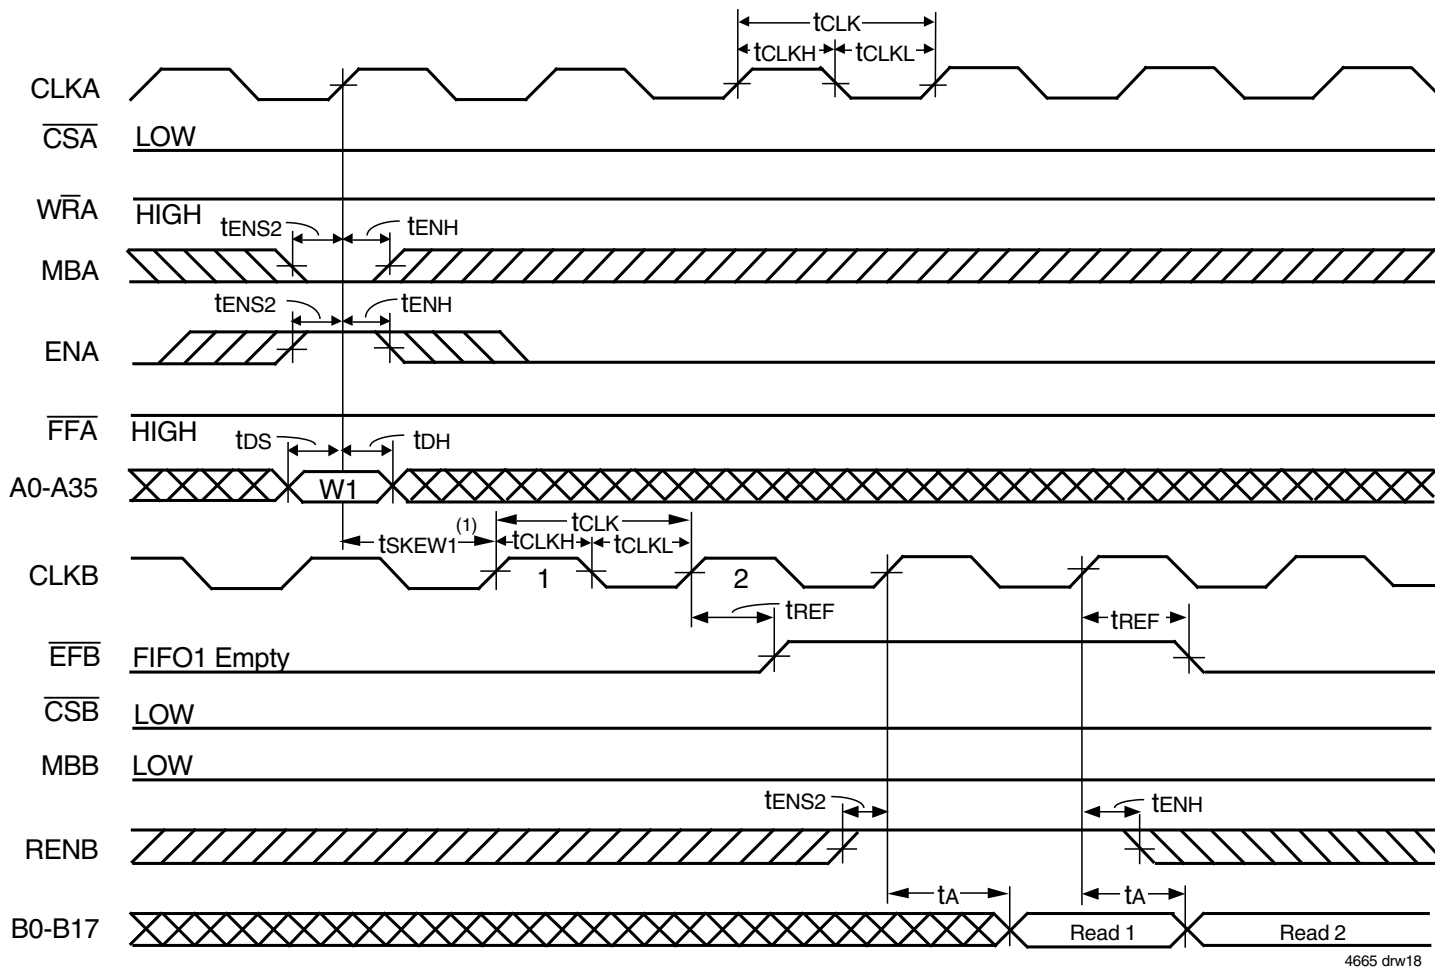 tCLK
tCLKH tCLKL
CLKA
CSA LOW
WRA HIGH
tENS2 tENH
MBA
tENS2 tENH
ENA
FFA HIGH
tDS tDH
A0-A35 W1
tSKEW1(1) tCLK
tCLKH tCLKL
CLKB 1 2
tREF tREF
EFB FIFO1 Empty
CSB LOW
MBB LOW
tENS2 tENH
RENB
tA tA
B0-B17 Read 1 Read 2
4665 drw18